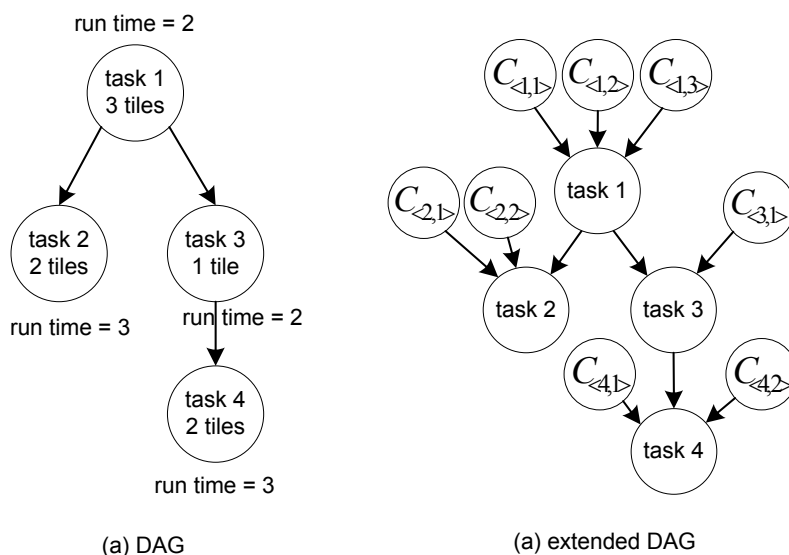 run time = 2
task 1
3 tiles
task 2
2 tiles
run time = 3
task 3
1 tile
run time = 2
task 4
2 tiles
run time = 3
(a) DAG
C<1,1>
C<1,2>
C<1,3>
task 1
C<2,1>
C<2,2>
C<3,1>
task 2
task 3
C<4,1>
C<4,2>
task 4
(a) extended DAG